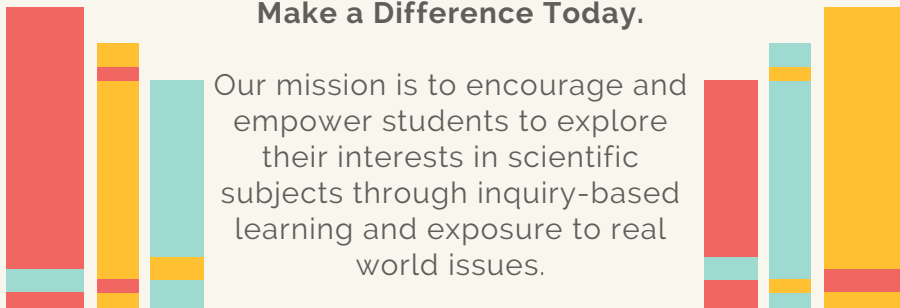 Make a Difference Today.
Our mission is to encourage and
empower students to explore
their interests in scientific
subjects through inquiry-based
learning and exposure to real
world issues.